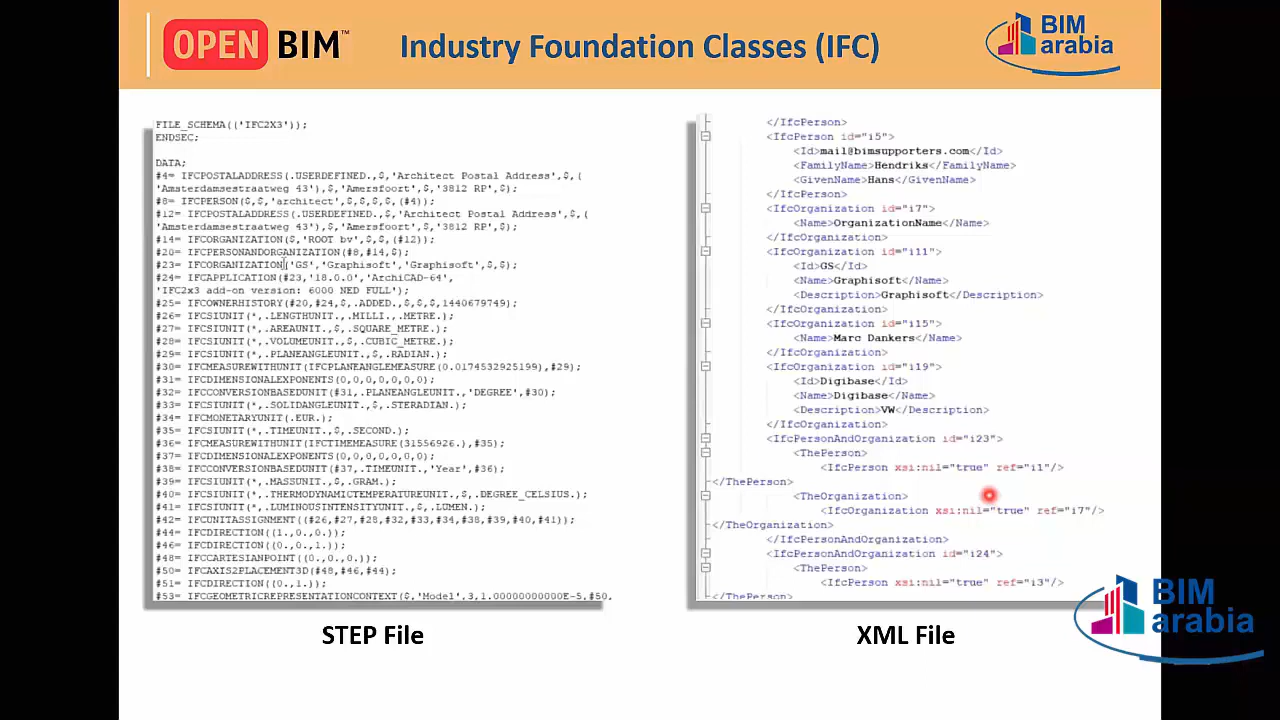 OPEN BIM™
Industry Foundation Classes (IFC)
BIM
arabia
FILE_SCHEMA(('IFC2X3'));
ENDSEC;
DATA;
#4= IFCPOSTALADDRESS(.USERDEFINED.,$,'Architect Postal Address',$,(
'Amsterdamsestraatweg 43'),$,'Amersfoort',$,'3812 RP',$);
#8= IFCPERSON($,$,'architect',$,$,$,$,(#4));
#12= IFCPOSTALADDRESS(.USERDEFINED.,$,'Architect Postal Address',$,(
'Amsterdamsestraatweg 43'),$,'Amersfoort',$,'3812 RP',$);
#14= IFCORGANIZATION($,'ROOT bv',$,$,(#12));
#20= IFCPERSONANDORGANIZATION(#8,#14,$);
#23= IFCORGANIZATION('GS','Graphisoft','Graphisoft',$,$);
#24= IFCAPPLICATION(#23,'18.0.0','ArchiCAD-64',
'IFC2x3 add-on version: 6000 NED FULL');
#25= IFCOWNERHISTORY(#20,#24,$,.ADDED.,$,$,$,1440679749);
#26= IFCSIUNIT(*,.LENGTHUNIT.,.MILLI.,.METRE.);
#27= IFCSIUNIT(*,.AREAUNIT.,$,.SQUARE_METRE.);
#28= IFCSIUNIT(*,.VOLUMEUNIT.,$,.CUBIC_METRE.);
#29= IFCSIUNIT(*,.PLANEANGLEUNIT.,$,.RADIAN.);
#30= IFCMEASUREWITHUNIT(IFCPLANEANGLEMEASURE(0.0174532925199),#29);
#31= IFCDIMENSIONALEXPONENTS(0,0,0,0,0,0,0);
#32= IFCCONVERSIONBASEDUNIT(#31,.PLANEANGLEUNIT.,'DEGREE',#30);
#33= IFCSIUNIT(*,.SOLIDANGLEUNIT.,$,.STERADIAN.);
#34= IFCMONETARYUNIT(.EUR.);
#35= IFCSIUNIT(*,.TIMEUNIT.,$,.SECOND.);
#36= IFCMEASUREWITHUNIT(IFCTIMEMEASURE(31556926.),#35);
#37= IFCDIMENSIONALEXPONENTS(0,0,0,0,0,0,0);
#38= IFCCONVERSIONBASEDUNIT(#37,.TIMEUNIT.,'Year',#36);
#39= IFCSIUNIT(*,.MASSUNIT.,$,.GRAM.);
#40= IFCSIUNIT(*,.THERMODYNAMICTEMPERATUREUNIT.,$,.DEGREE_CELSIUS.);
#41= IFCSIUNIT(*,.LUMINOUSINTENSITYUNIT.,$,.LUMEN.);
#42= IFCUNITASSIGNMENT((#26,#27,#28,#32,#33,#34,#38,#39,#40,#41));
#44= IFCDIRECTION((1.,0.,0.));
#46= IFCDIRECTION((0.,0.,1.));
#48= IFCCARTESIANPOINT((0.,0.,0.));
#50= IFCAXIS2PLACEMENT3D(#48,#46,#44);
#51= IFCDIRECTION((0.,1.));
#53= IFCGEOMETRICREPRESENTATIONCONTEXT($,'Model',3,1.00000000000E-5,#50,
STEP File
</IfcPerson>
<IfcPerson id="i5">
<Id>mail@bimsupporters.com</Id>
<FamilyName>Hendriks</FamilyName>
<GivenName>Hans</GivenName>
</IfcPerson>
<IfcOrganization id="i7">
<Name>OrganizationName</Name>
</IfcOrganization>
<IfcOrganization id="i11">
<Id>GS</Id>
<Name>Graphisoft</Name>
<Description>Graphisoft</Description>
</IfcOrganization>
<IfcOrganization id="i15">
<Name>Marc Dankers</Name>
</IfcOrganization>
<IfcOrganization id="i19">
<Id>Digibase</Id>
<Name>Digibase</Name>
<Description>VW</Description>
</IfcOrganization>
<IfcPersonAndOrganization id="i23">
<ThePerson>
<IfcPerson xsi:nil="true" ref="i1"/>
</ThePerson>
<TheOrganization>
<IfcOrganization xsi:nil="true" ref="i7"/>
</TheOrganization>
</IfcPersonAndOrganization>
<IfcPersonAndOrganization id="i24">
<ThePerson>
<IfcPerson xsi:nil="true" ref="i3"/>
</ThePerson>
XML File
BIM
arabia